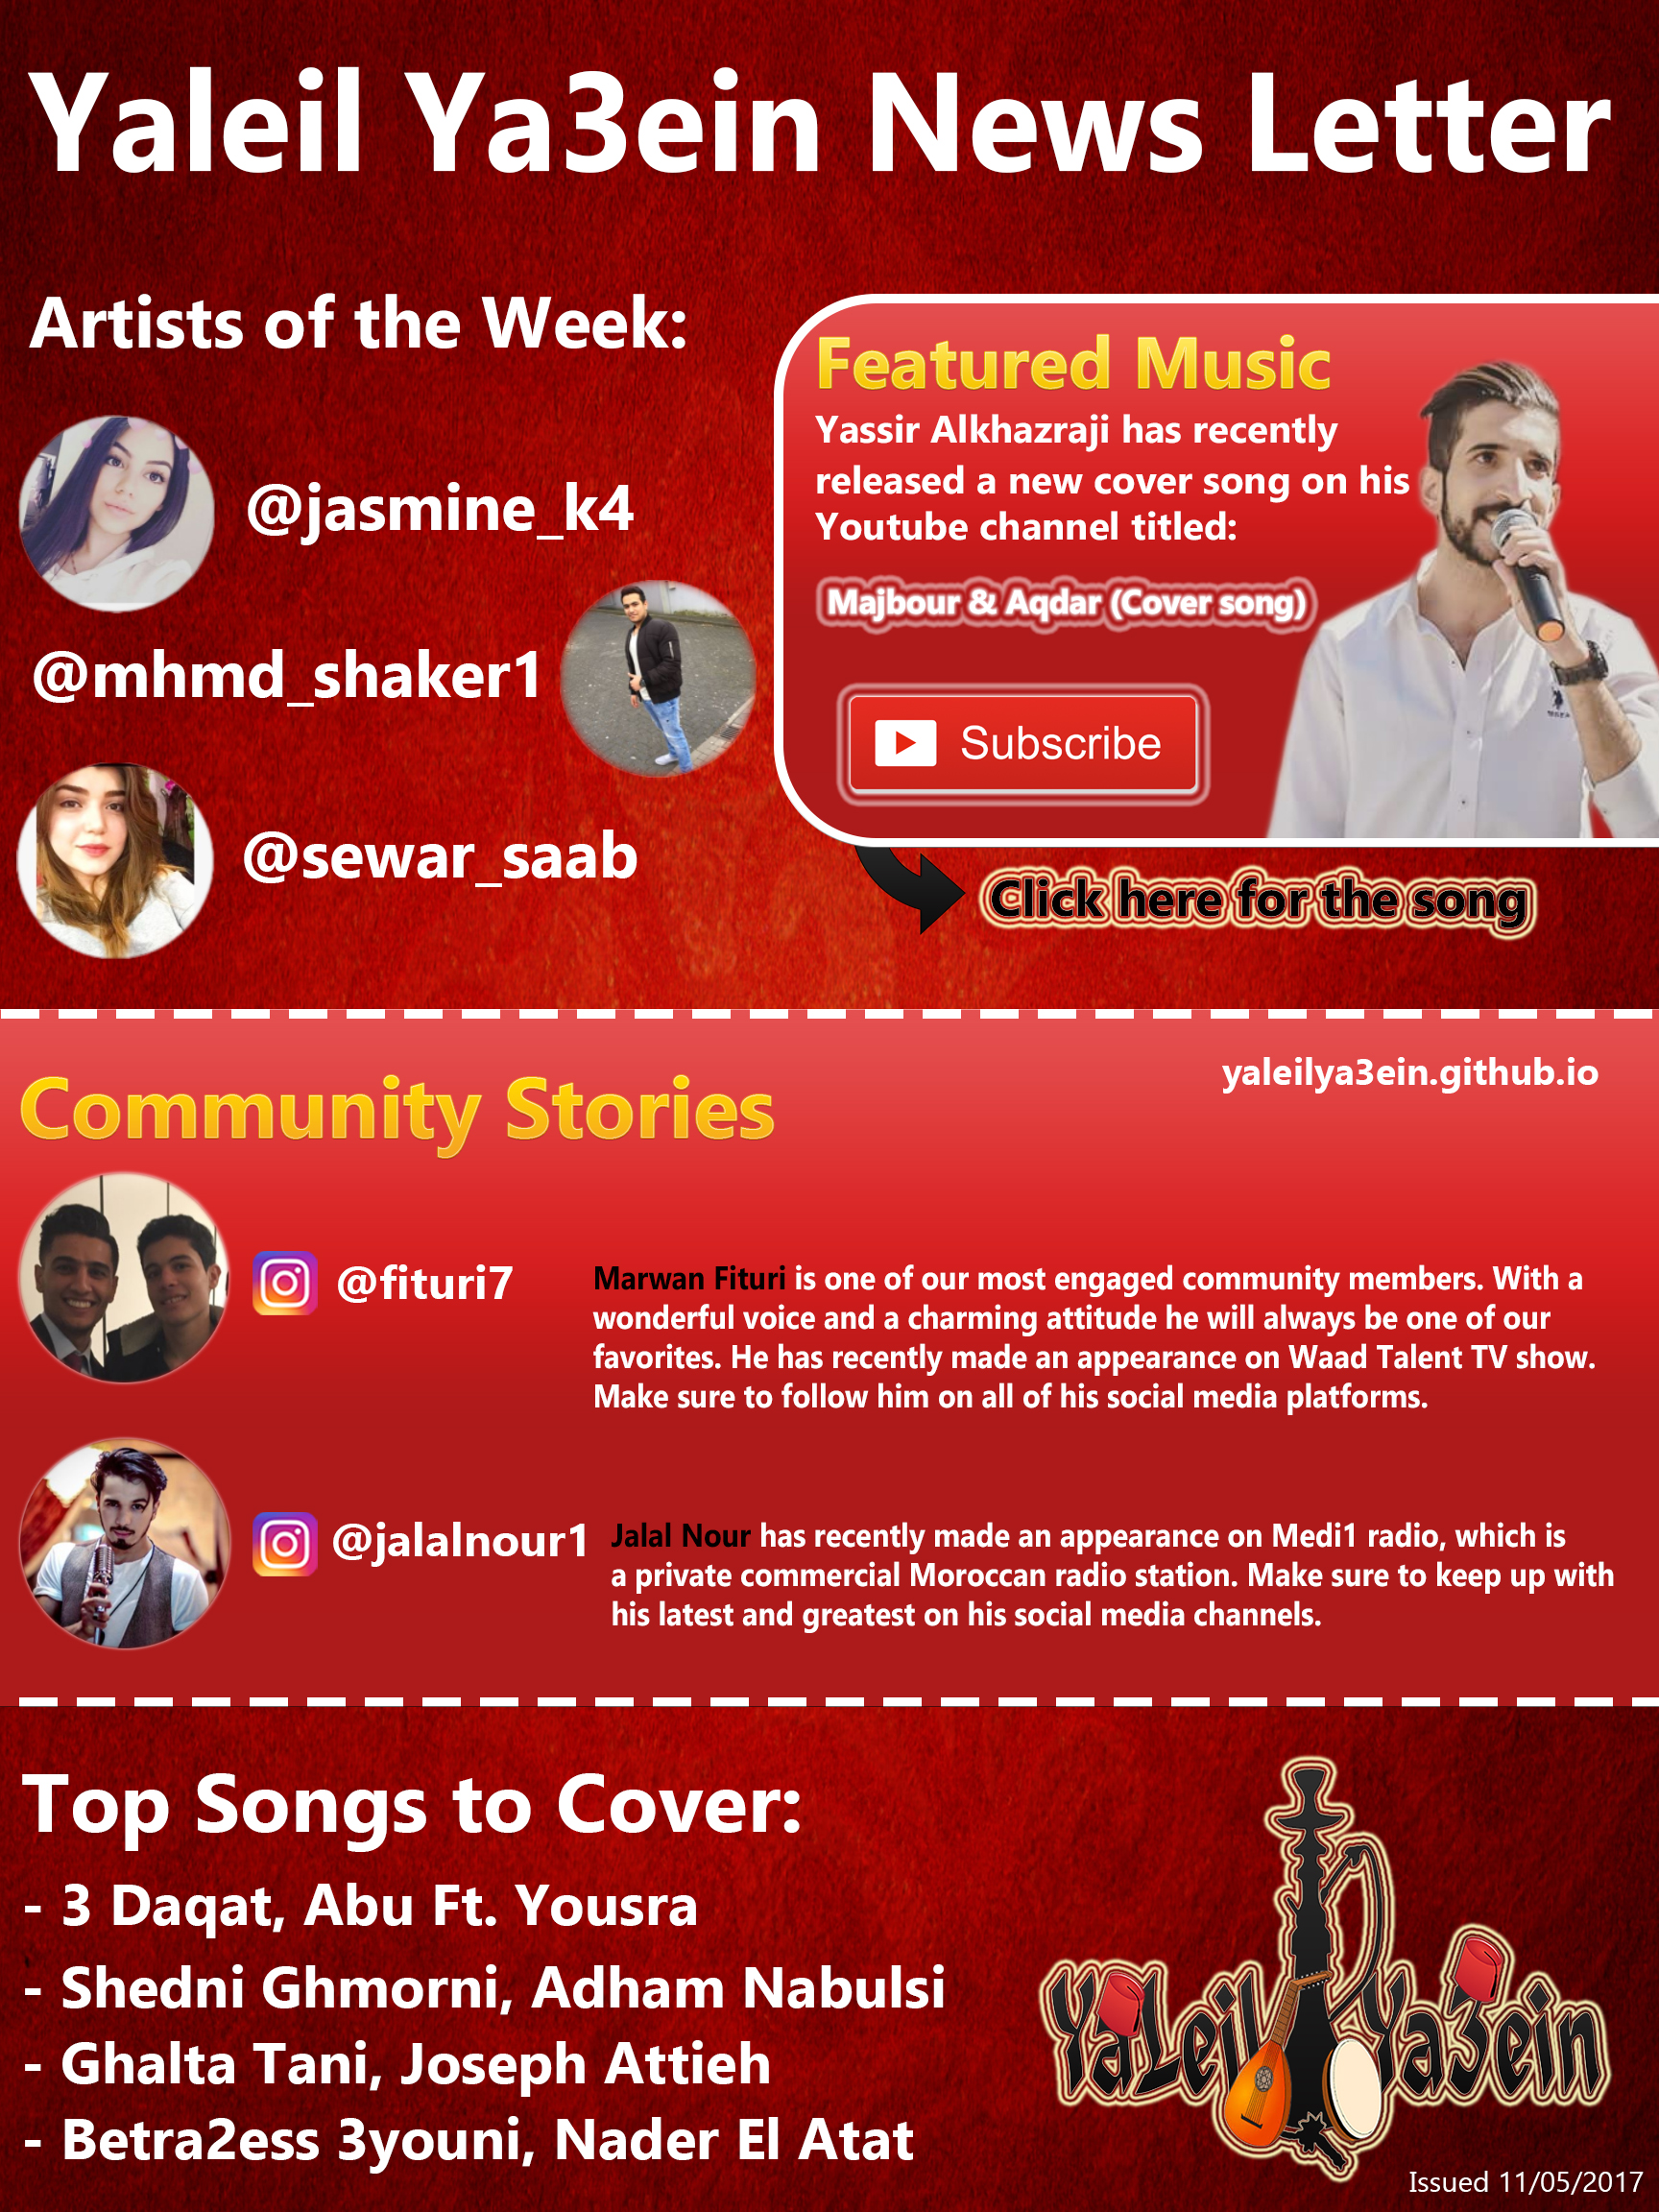 Yaleil Ya3ein News Letter
Artists of the Week:
@jasmine_k4
@mhmd_shaker1
@sewar_saab
Featured Music
Yassir Alkhazraji has recently
released a new cover song on his
Youtube channel titled:
Majbour & Aqdar (Cover song)
Subscribe
Click here for the song
yaleilya3ein.github.io
Community Stories
@fituri7
Marwan Fituri is one of our most engaged community members. With a
wonderful voice and a charming attitude he will always be one of our
favorites. He has recently made an appearance on Waad Talent TV show.
Make sure to follow him on all of his social media platforms.
@jalalnour1
Jalal Nour has recently made an appearance on Medi1 radio, which is
a private commercial Moroccan radio station. Make sure to keep up with
his latest and greatest on his social media channels.
Top Songs to Cover:
- 3 Daqat, Abu Ft. Yousra
- Shedni Ghmorni, Adham Nabulsi
- Ghalta Tani, Joseph Attieh
- Betra2ess 3youni, Nader El Atat
YaLeil Ya3ein
Issued 11/05/2017